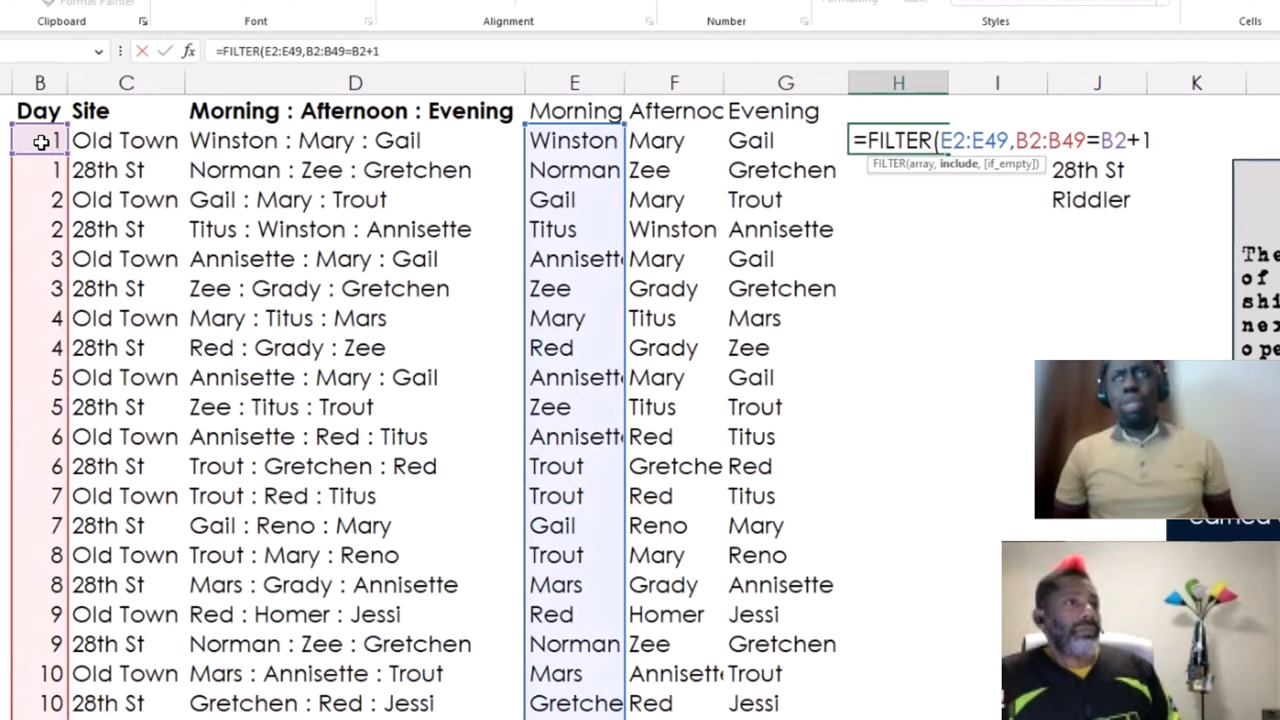 Format Painter
Clipboard Font Alignment Number Styles Cells
fx =FILTER(E2:E49,B2:B49=B2+1
B C D E F G H I J K
Day Site Morning : Afternoon : Evening Morning Afternoc Evening
1 Old Town Winston : Mary : Gail Winston Mary Gail =FILTER(E2:E49,B2:B49=B2+1
FILTER(array, include, [if_empty])
1 28th St Norman : Zee : Gretchen Norman Zee Gretchen 28th St
2 Old Town Gail : Mary : Trout Gail Mary Trout Riddler
2 28th St Titus : Winston : Annisette Titus Winston Annisette
3 Old Town Annisette : Mary : Gail Annisette Mary Gail The
3 28th St Zee : Grady : Gretchen Zee Grady Gretchen of
shi
4 Old Town Mary : Titus : Mars Mary Titus Mars nex
4 28th St Red : Grady : Zee Red Grady Zee ope
5 Old Town Annisette : Mary : Gail Annisette Mary Gail
5 28th St Zee : Titus : Trout Zee Titus Trout
6 Old Town Annisette : Red : Titus Annisette Red Titus
6 28th St Trout : Gretchen : Red Trout Gretche Red
7 Old Town Trout : Red : Titus Trout Red Titus
7 28th St Gail : Reno : Mary Gail Reno Mary
8 Old Town Trout : Mary : Reno Trout Mary Reno
8 28th St Mars : Grady : Annisette Mars Grady Annisette
9 Old Town Red : Homer : Jessi Red Homer Jessi
9 28th St Norman : Zee : Gretchen Norman Zee Gretchen
10 Old Town Mars : Annisette : Trout Mars Annisette Trout
10 28th St Gretchen : Red : Jessi Gretche Red Jessi